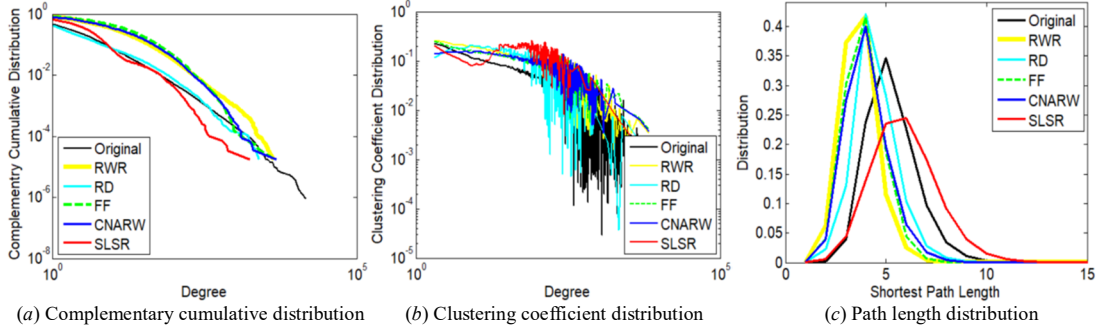 Complementry Cumulative Distribution
10^0
10^-2
10^-4
10^-6
10^-8
Original
RWR
RD
FF
CNARW
SLSR
10^0
10^5
Degree
(a) Complementary cumulative distribution
Clustering Coefficient Distribution
10^0
10^-1
10^-2
10^-3
10^-4
10^-5
Original
RWR
RD
FF
CNARW
SLSR
10^0
10^5
Degree
(b) Clustering coefficient distribution
Distribution
0.4
0.35
0.3
0.25
0.2
0.15
0.1
0.05
0
Original
RWR
RD
FF
CNARW
SLSR
0
5
10
15
Shortest Path Length
(c) Path length distribution